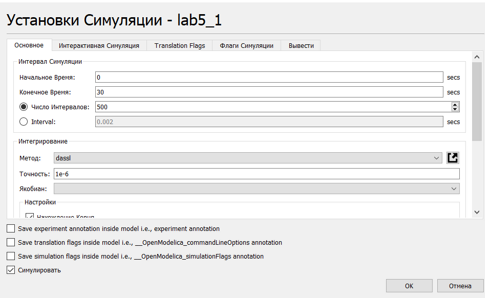 Установки Симуляции - lab5_1
Основное Интерактивная Симуляция Translation Flags Флаги Симуляции Вывести
Интервал Симуляции
Начальное Время: 0 secs
Конечное Время: 30 secs
Число Интервалов: 500
Interval: 0.002 secs
Интегрирование
Метод: dassl
Точность: 1e-6
Якобиан:
Настройки
Save experiment annotation inside model i.e., experiment annotation
Save translation flags inside model i.e., __OpenModelica_commandLineOptions annotation
Save simulation flags inside model i.e., __OpenModelica_simulationFlags annotation
Симулировать
OK Отмена